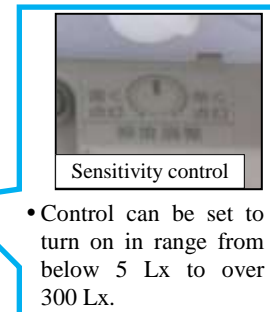 Sensitivity control
• Control can be set to
turn on in range from
below 5 Lx to over
300 Lx.